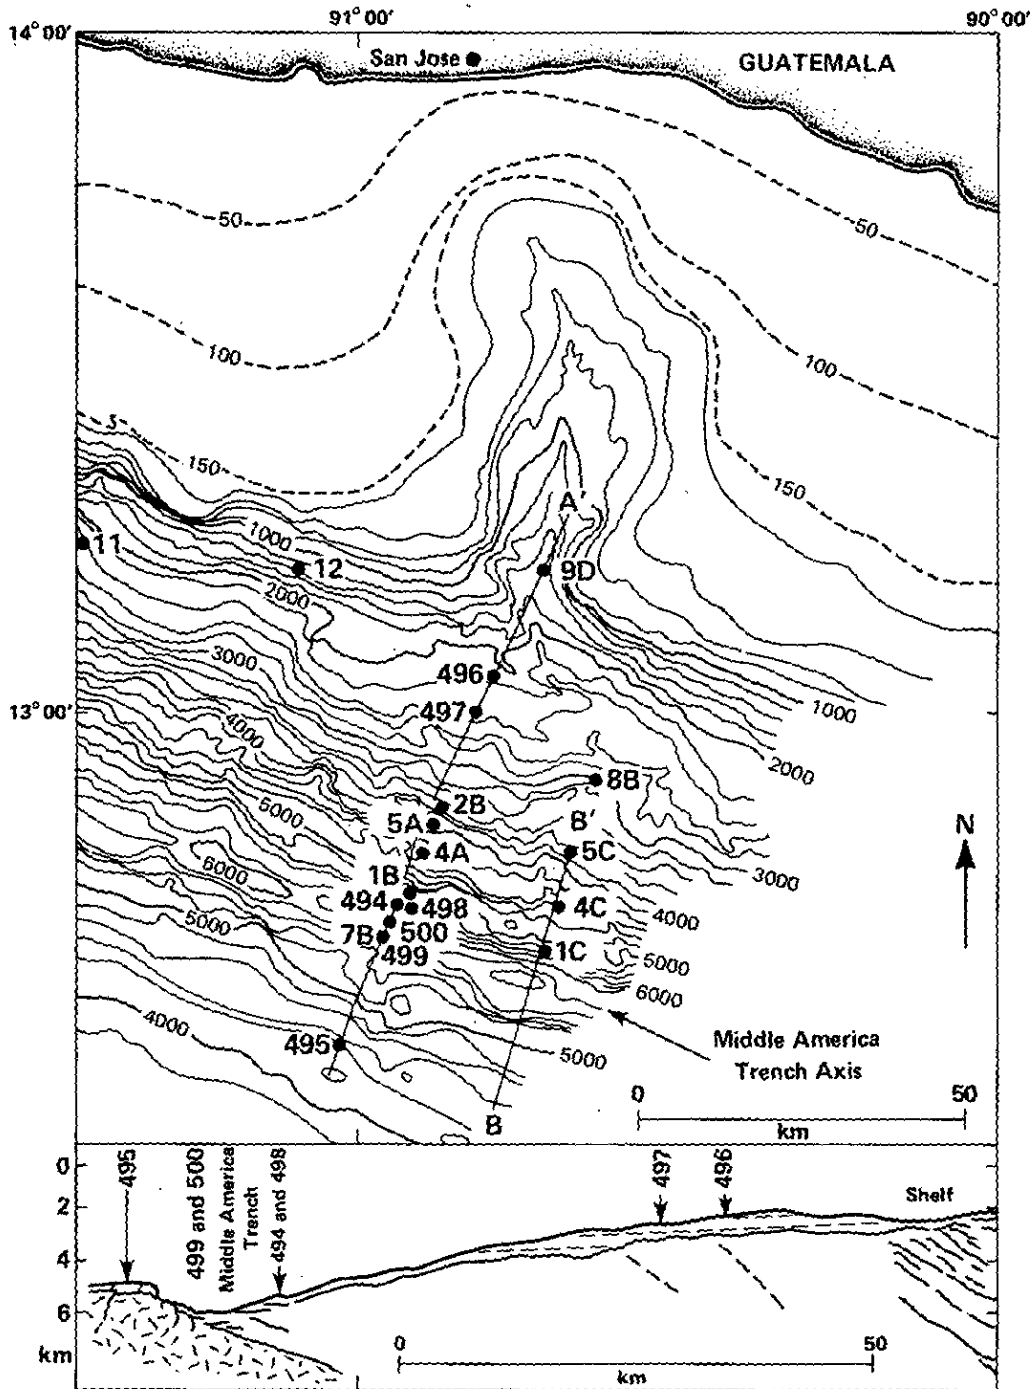 91°00′ 90°00′
14°00′
San Jose
GUATEMALA
50
50
100
100
150
150
1000
A′
11
12
9D
2000
3000
496
13°00′
497
1000
4000
2000
8B
2B
5000
5A
B′
4A
5C
N
3000
6000
1B
494
498
4C
4000
5000
7B
500
499
1C
5000
6000
4000
495
5000
Middle America
Trench Axis
0 50
km
B
0
2
4
6
km
495
499 and 500
Middle America
Trench
494 and 498
497
496
Shelf
0 50
km